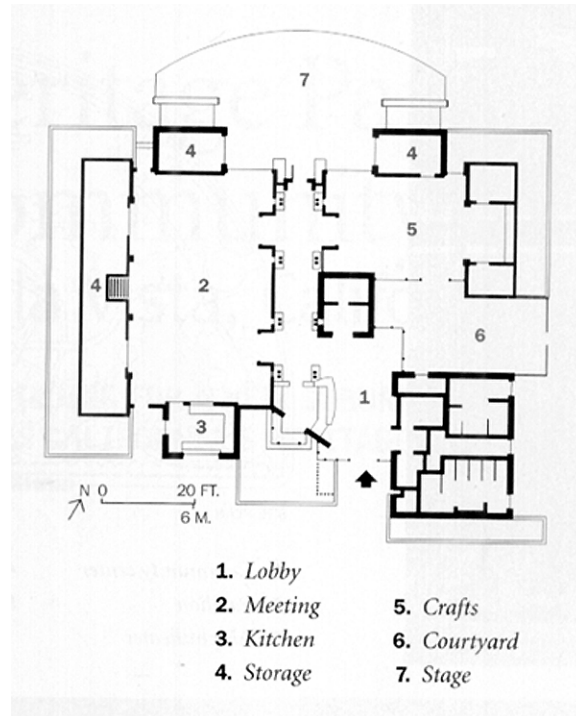 7
4
4
5
4
2
6
1
3
N 0 20 FT.
6 M.
1. Lobby
2. Meeting
3. Kitchen
4. Storage
5. Crafts
6. Courtyard
7. Stage